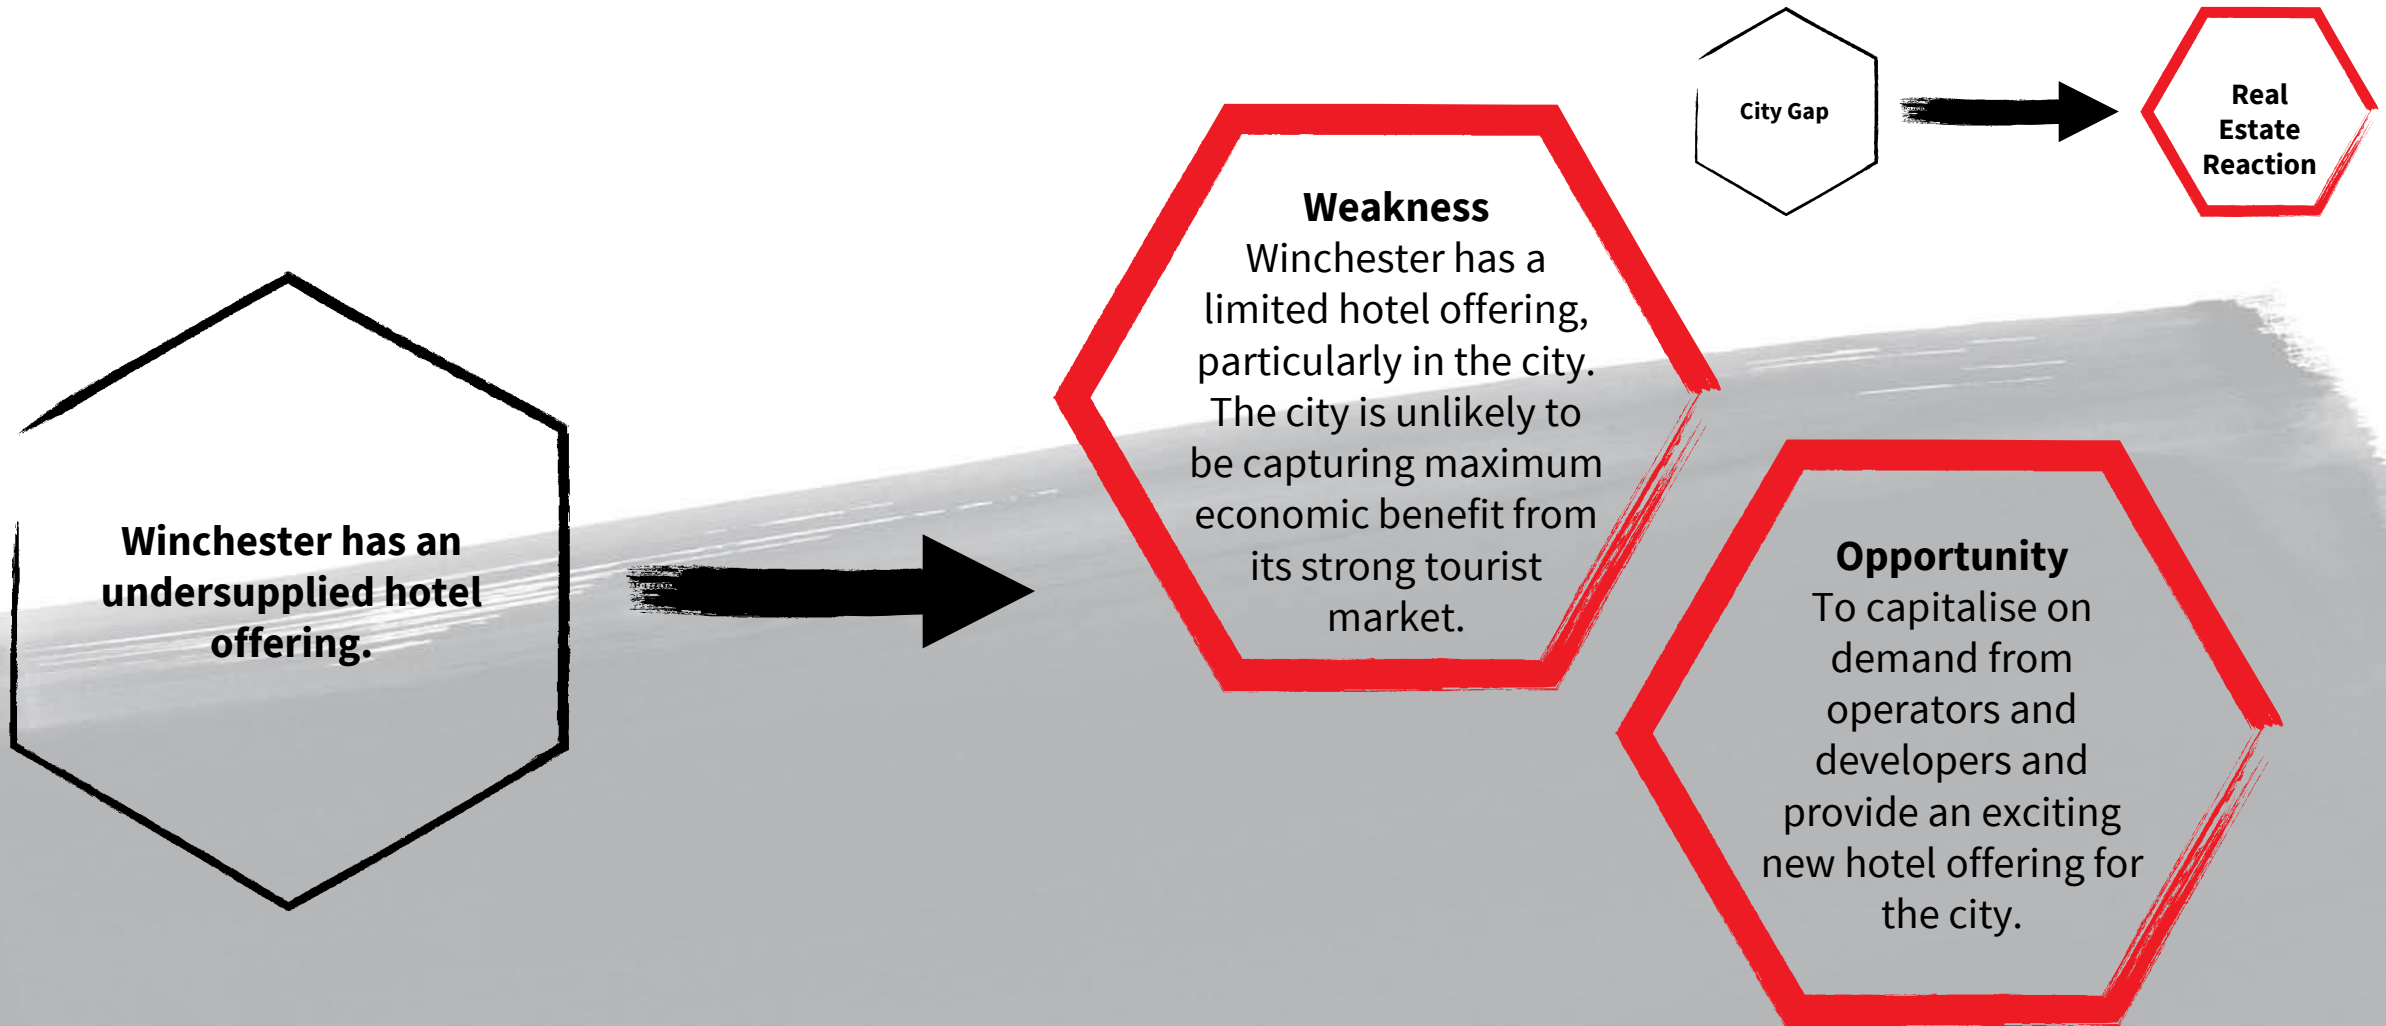 City Gap
Real
Estate
Reaction
Winchester has an
undersupplied hotel
offering.
Weakness
Winchester has a
limited hotel offering,
particularly in the city.
The city is unlikely to
be capturing maximum
economic benefit from
its strong tourist
market.
Opportunity
To capitalise on
demand from
operators and
developers and
provide an exciting
new hotel offering for
the city.